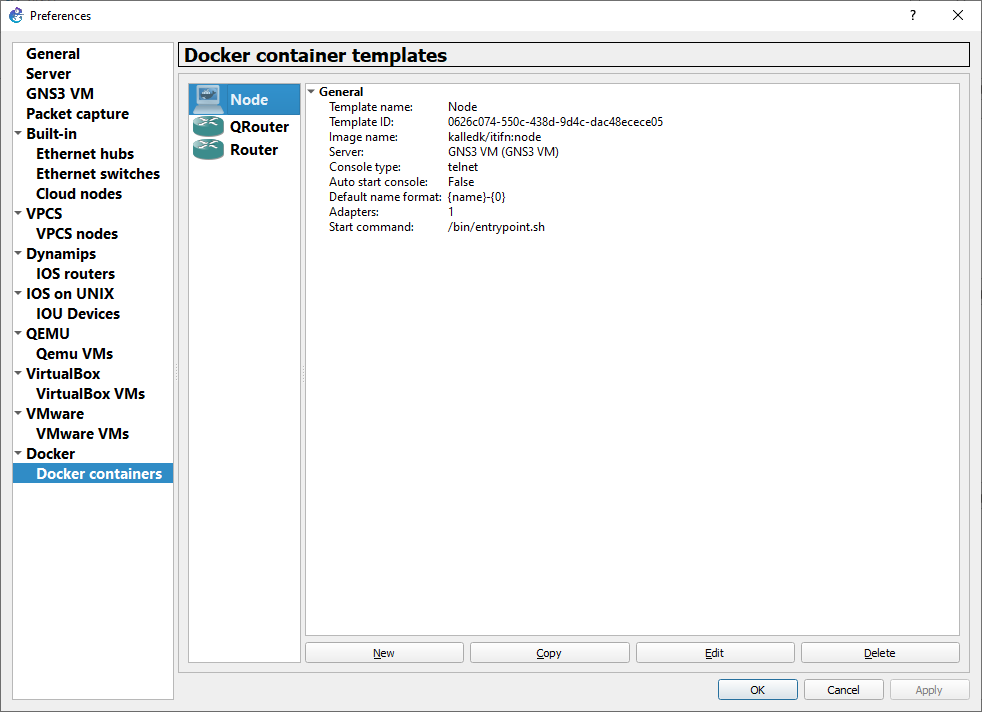 Preferences
?
General
Server
GNS3 VM
Packet capture
Built-in
Ethernet hubs
Ethernet switches
Cloud nodes
VPCS
VPCS nodes
Dynamips
IOS routers
IOS on UNIX
IOU Devices
QEMU
Qemu VMs
VirtualBox
VirtualBox VMs
VMware
VMware VMs
Docker
Docker containers
Docker container templates
Node
QRouter
Router
General
Template name: Node
Template ID: 0626c074-550c-438d-9d4c-dac48ecece05
Image name: kalledk/itifn:node
Server: GNS3 VM (GNS3 VM)
Console type: telnet
Auto start console: False
Default name format: {name}-{0}
Adapters: 1
Start command: /bin/entrypoint.sh
New Copy Edit Delete
OK Cancel Apply